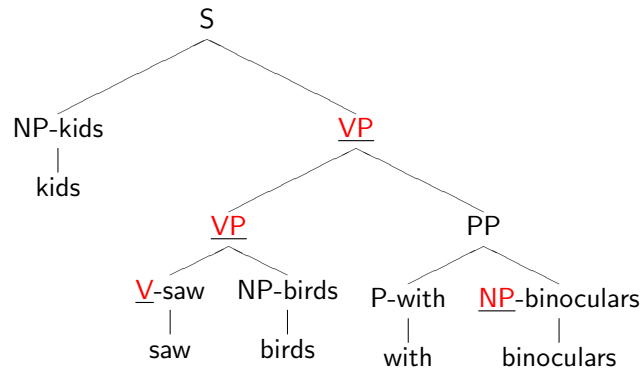 S
NP-kids VP
kids
VP PP
V-saw NP-birds P-with NP-binoculars
saw birds with binoculars